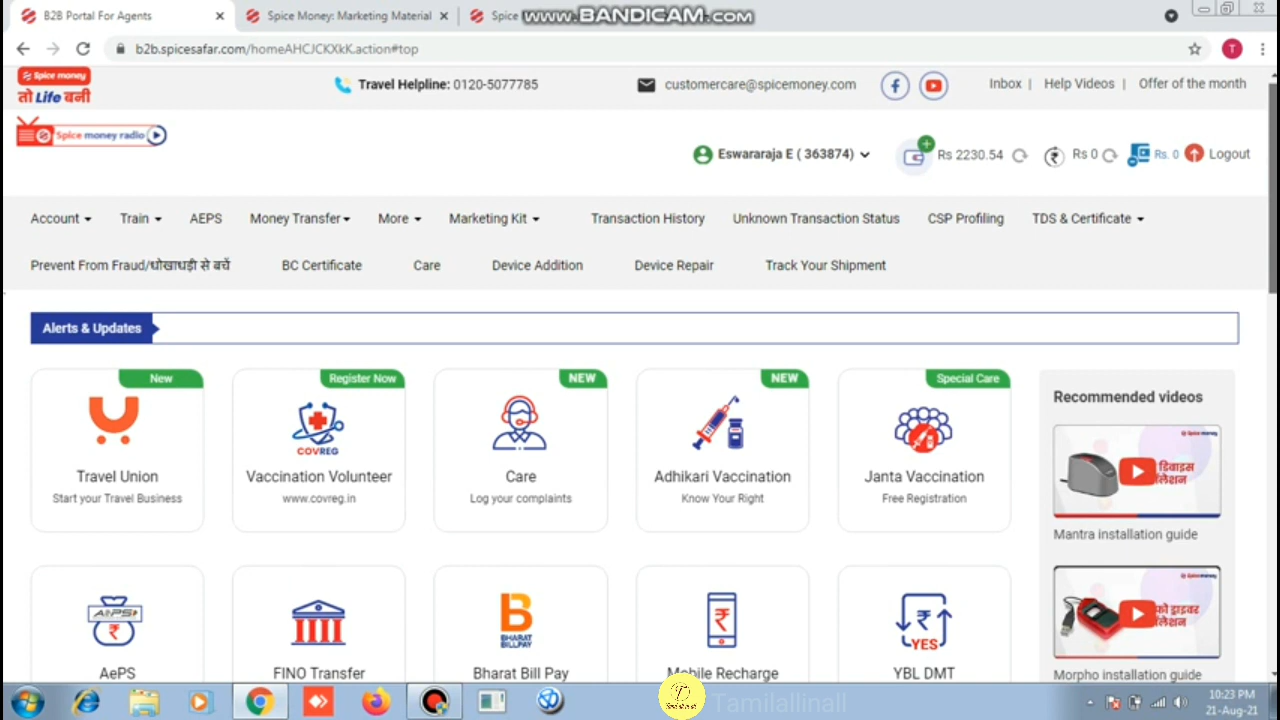 B2B Portal For Agents
Spice Money: Marketing Material
Spice
www.BANDICAM.com
b2b.spicesafar.com/homeAHCJCKXkK.action#top
T
Spice money
तो Life बनी
Travel Helpline: 0120-5077785
customercare@spicemoney.com
Inbox | Help Videos | Offer of the month
Spice money radio
Eswararaja E ( 363874)
Rs 2230.54
Rs 0
Rs. 0
Logout
Account
Train
AEPS
Money Transfer
More
Marketing Kit
Transaction History
Unknown Transaction Status
CSP Profiling
TDS & Certificate
Prevent From Fraud/धोखाधड़ी से बचें
BC Certificate
Care
Device Addition
Device Repair
Track Your Shipment
Alerts & Updates
New
Travel Union
Start your Travel Business
Register Now
COVREG
Vaccination Volunteer
www.covreg.in
NEW
Care
Log your complaints
NEW
Adhikari Vaccination
Know Your Right
Special Care
Janta Vaccination
Free Registration
Recommended videos
Spice money
डिवाइस
Mantra installation guide
AEPS
AePS
FINO Transfer
BHARAT
BILLPAY
Bharat Bill Pay
Mobile Recharge
YES
YBL DMT
Spice money
ड्राइवर
Morpho installation guide
Tamilallinall
10:23 PM
21-Aug-21